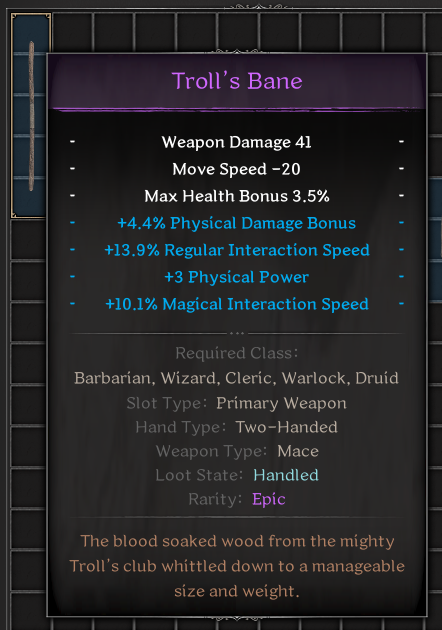 Troll's Bane
- Weapon Damage 41 -
- Move Speed -20 -
- Max Health Bonus 3.5% -
- +4.4% Physical Damage Bonus -
- +13.9% Regular Interaction Speed -
- +3 Physical Power -
- +10.1% Magical Interaction Speed -
Required Class:
Barbarian, Wizard, Cleric, Warlock, Druid
Slot Type: Primary Weapon
Hand Type: Two-Handed
Weapon Type: Mace
Loot State: Handled
Rarity: Epic
The blood soaked wood from the mighty
Troll's club whittled down to a manageable
size and weight.